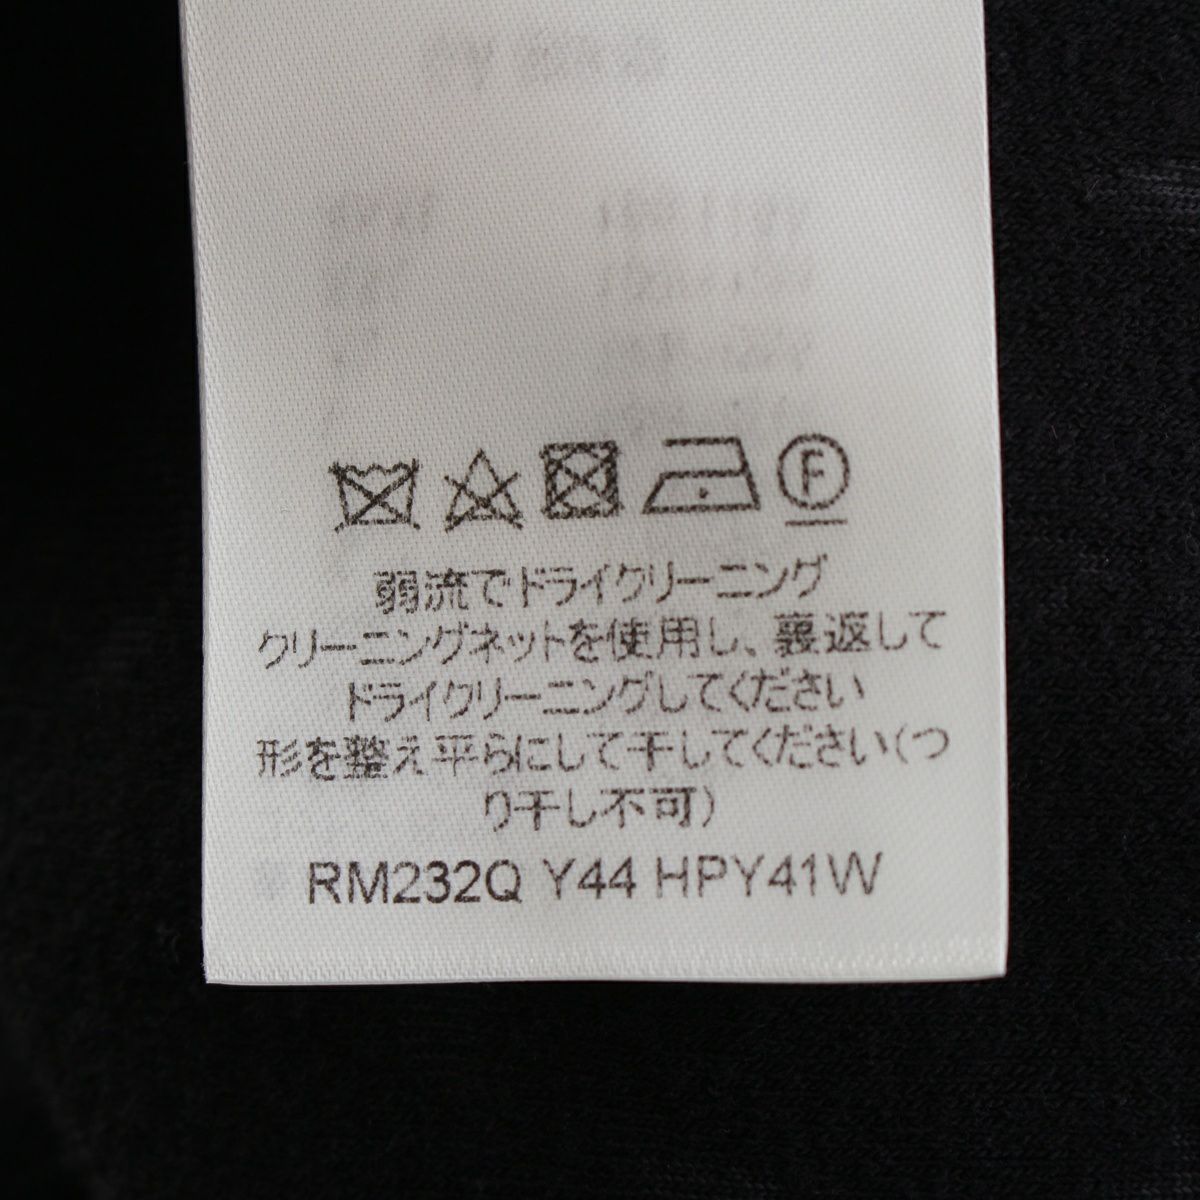 F
弱流でドライクリーニング
クリーニングネットを使用し、裏返して
ドライクリーニングしてください
形を整え平らにして干してください(つ
り干し不可)
RM232Q Y44 HPY41W